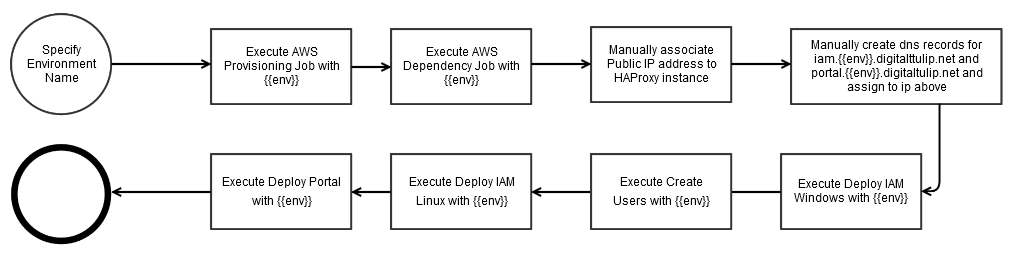 Specify
Environment
Name
Execute AWS
Provisioning Job with
{{env}}
Execute AWS
Dependency Job with
{{env}}
Manually associate
Public IP address to
HAProxy instance
Manually create dns records for
iam.{{env}}.digitalttulip.net and
portal.{{env}}.digitaltulip.net and
assign to ip above
Execute Deploy IAM
Windows with {{env}}
Execute Create
Users with {{env}}
Execute Deploy IAM
Linux with {{env}}
Execute Deploy Portal
with {{env}}